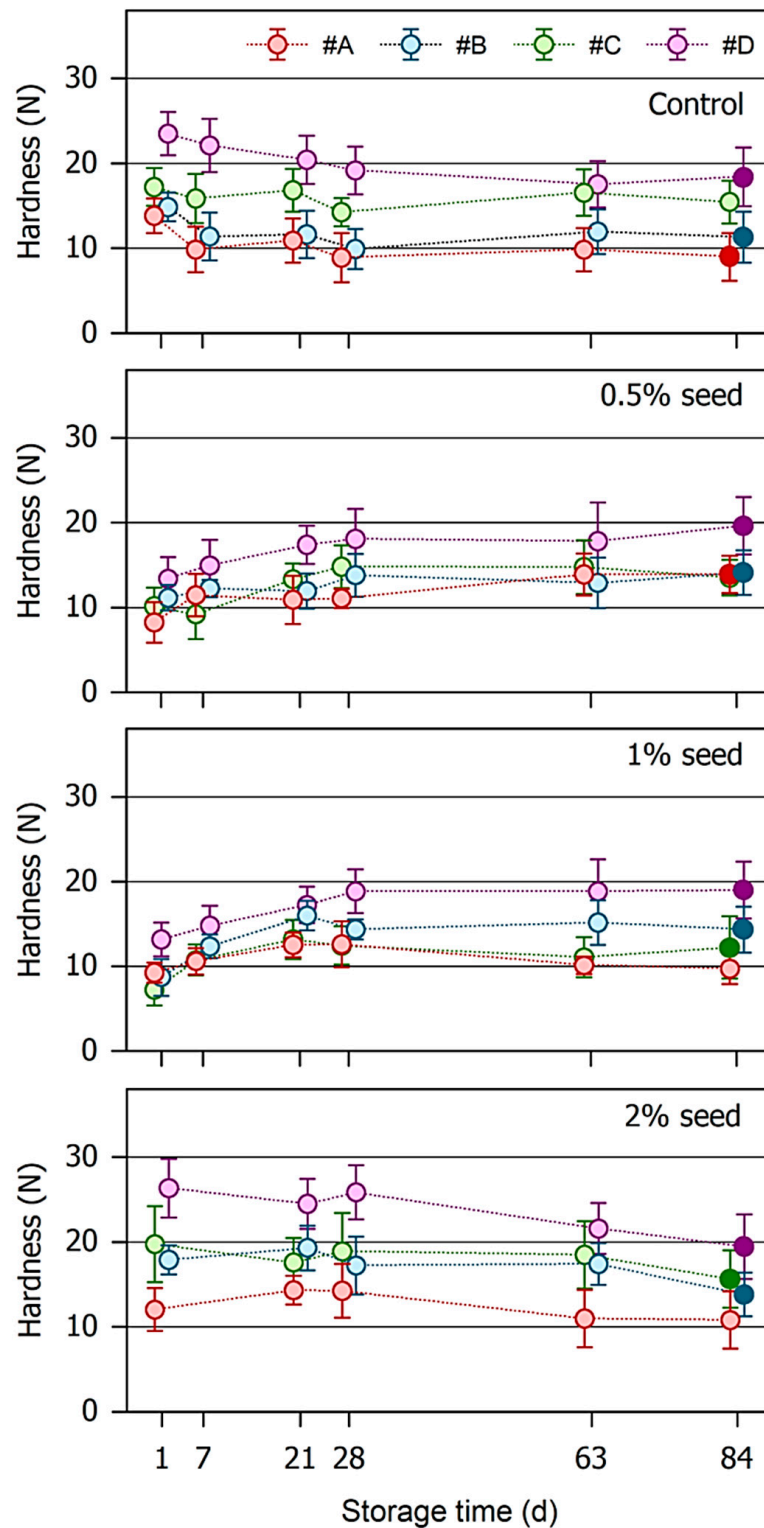 #A #B #C #D
Control
30
20
10
0
Hardness (N)
0.5% seed
30
20
10
0
Hardness (N)
1% seed
30
20
10
0
Hardness (N)
2% seed
30
20
10
0
Hardness (N)
1 7 21 28 63 84
Storage time (d)